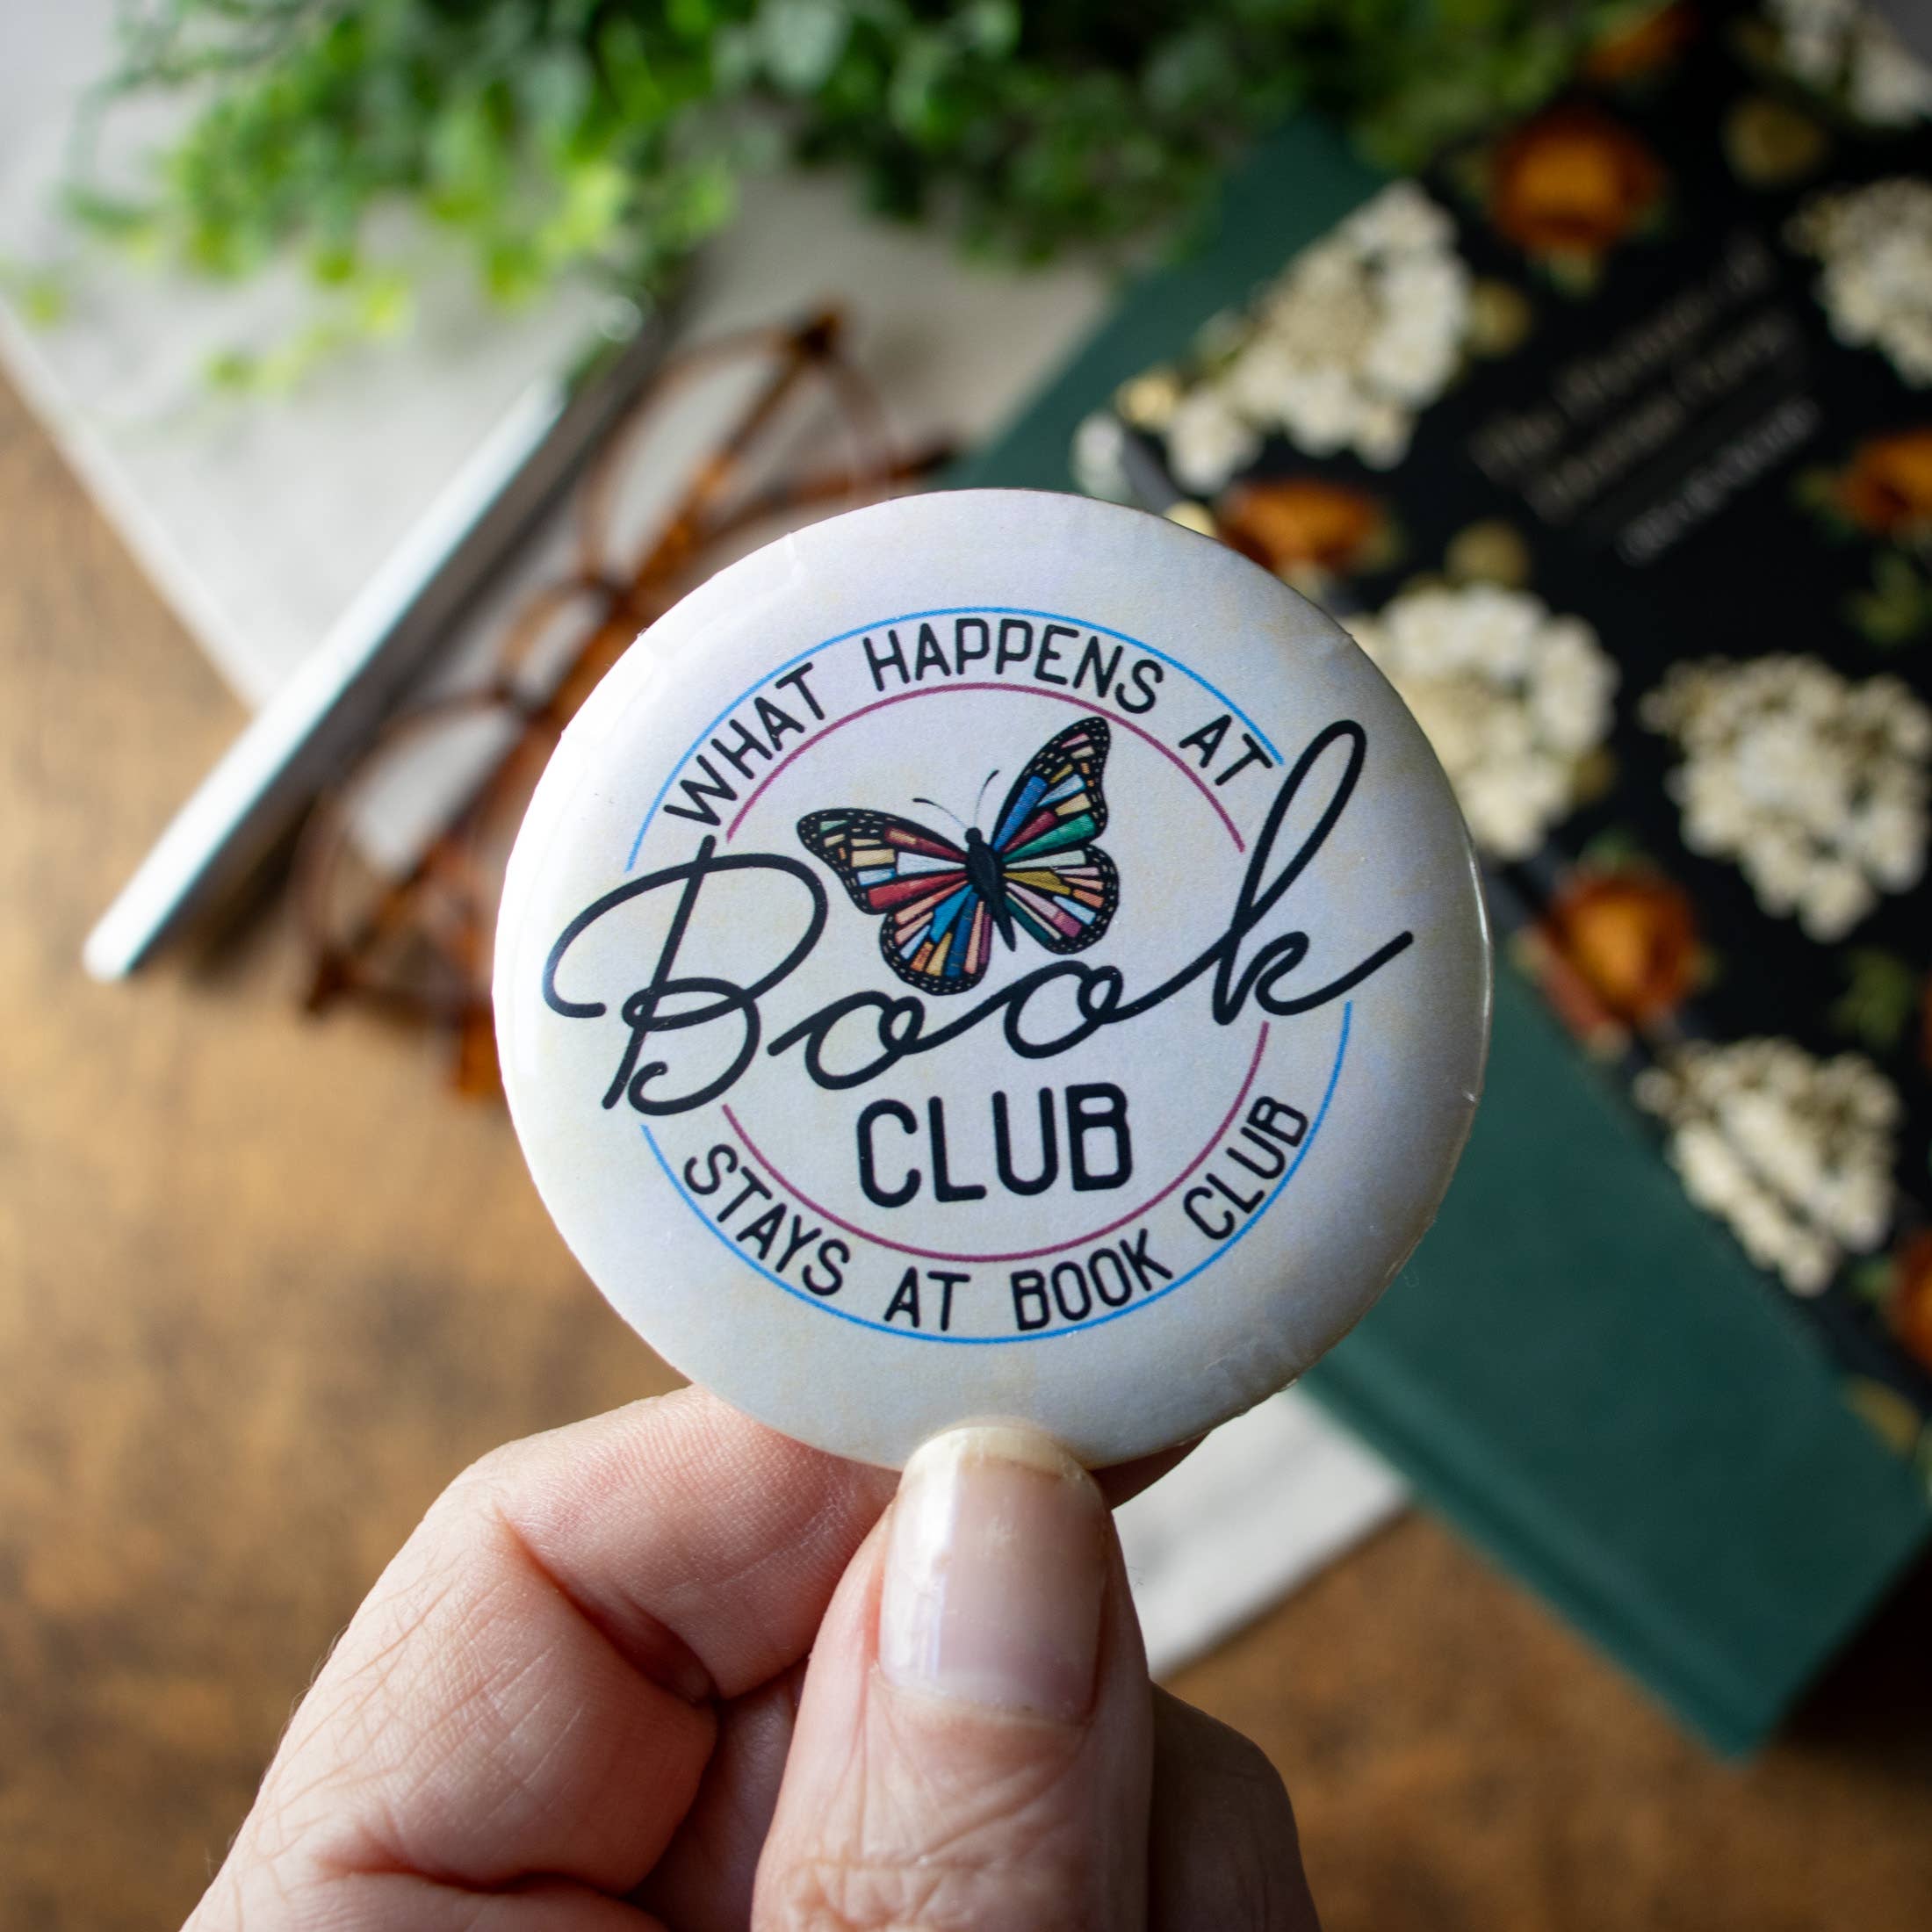 WHAT HAPPENS AT
Book
CLUB
STAYS AT BOOK CLUB